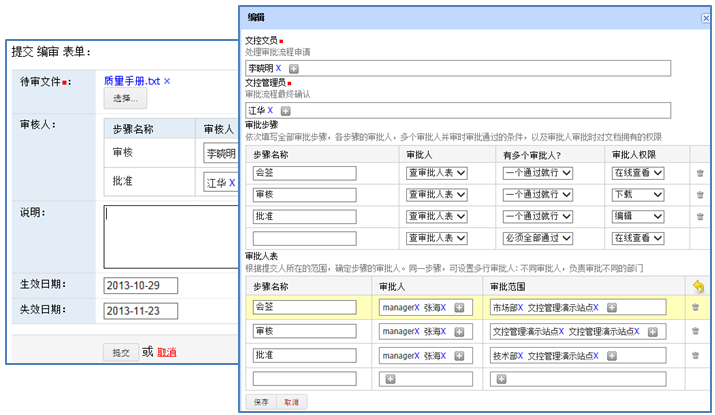 提交 编审 表单：
待审文件■：
质量手册.txt ×
选择...
审核人：
步骤名称 审核人
审核 李晓明
批准 江华 X
说明：
生效日期： 2013-10-29
失效日期： 2013-11-23
提交 或 取消
编辑
文控文员■
处理审批流程申请
李晓明 X
文控管理员■
审批流程最终确认
江华 X
审批步骤
依次填写全部审批步骤，各步骤的审批人，多个审批人并审时审批通过的条件，以及审批人审批时对文档拥有的权限
步骤名称 审批人 有多个审批人？ 审批人权限
会签 查审批人表 一个通过就行 在线查看
审核 查审批人表 一个通过就行 下载
批准 查审批人表 一个通过就行 编辑
查审批人表 必须全部通过 在线查看
审批人表
根据提交人所在的范围，确定步骤的审批人。同一步骤，可设置多行审批人：不同审批人，负责审批不同的部门
步骤名称 审批人 审批范围
会签 managerX 张海X 市场部X 文控管理演示站点X
审核 managerX 张海X 文控管理演示站点X 文控管理演示站点X
批准 managerX 张海X 技术部X 文控管理演示站点X
保存 取消